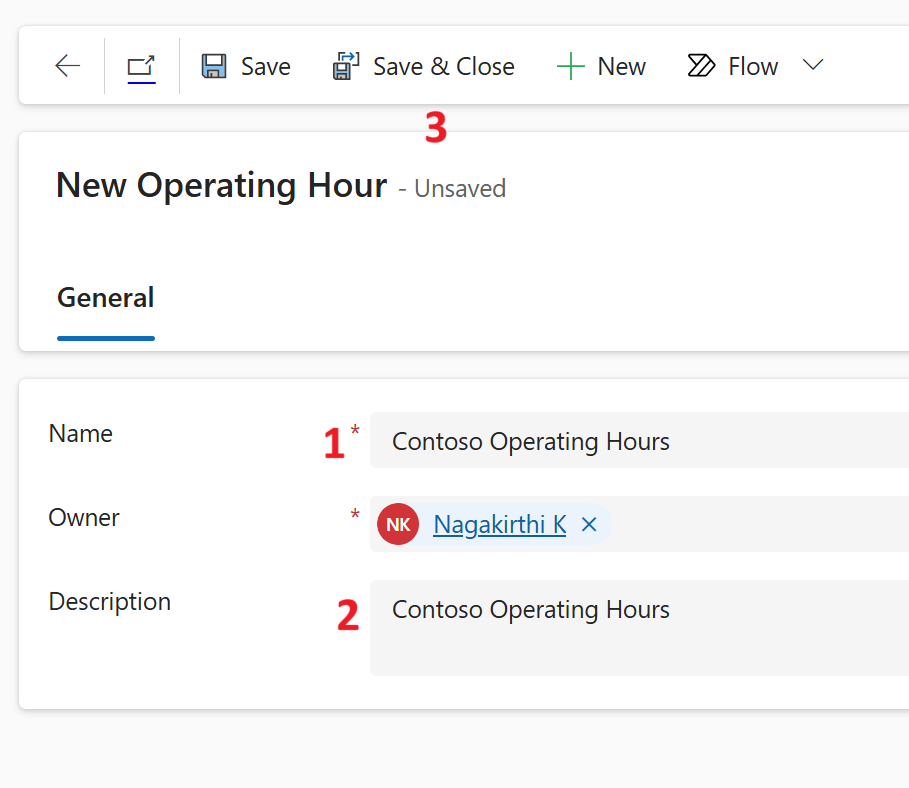 Save Save & Close New Flow
3
New Operating Hour - Unsaved
General
Name 1 * Contoso Operating Hours
Owner * NK Nagakirthi K
Description 2 Contoso Operating Hours